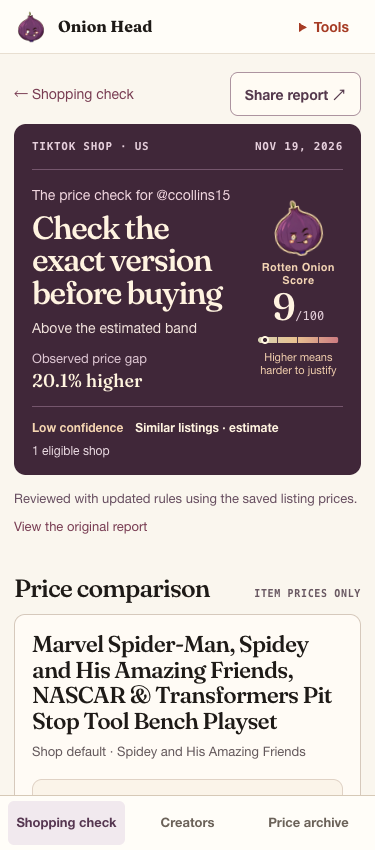 Onion Head
▶ Tools
← Shopping check
Share report ↗
TIKTOK SHOP · US
NOV 19, 2026
The price check for @ccollins15
Check the
exact version
before buying
Above the estimated band
Observed price gap
20.1% higher
Rotten Onion
Score
9/100
Higher means
harder to justify
Low confidence Similar listings · estimate
1 eligible shop
Reviewed with updated rules using the saved listing prices.
View the original report
Price comparison
ITEM PRICES ONLY
Marvel Spider-Man, Spidey
and His Amazing Friends,
NASCAR & Transformers Pit
Stop Tool Bench Playset
Shop default · Spidey and His Amazing Friends
Shopping check
Creators
Price archive